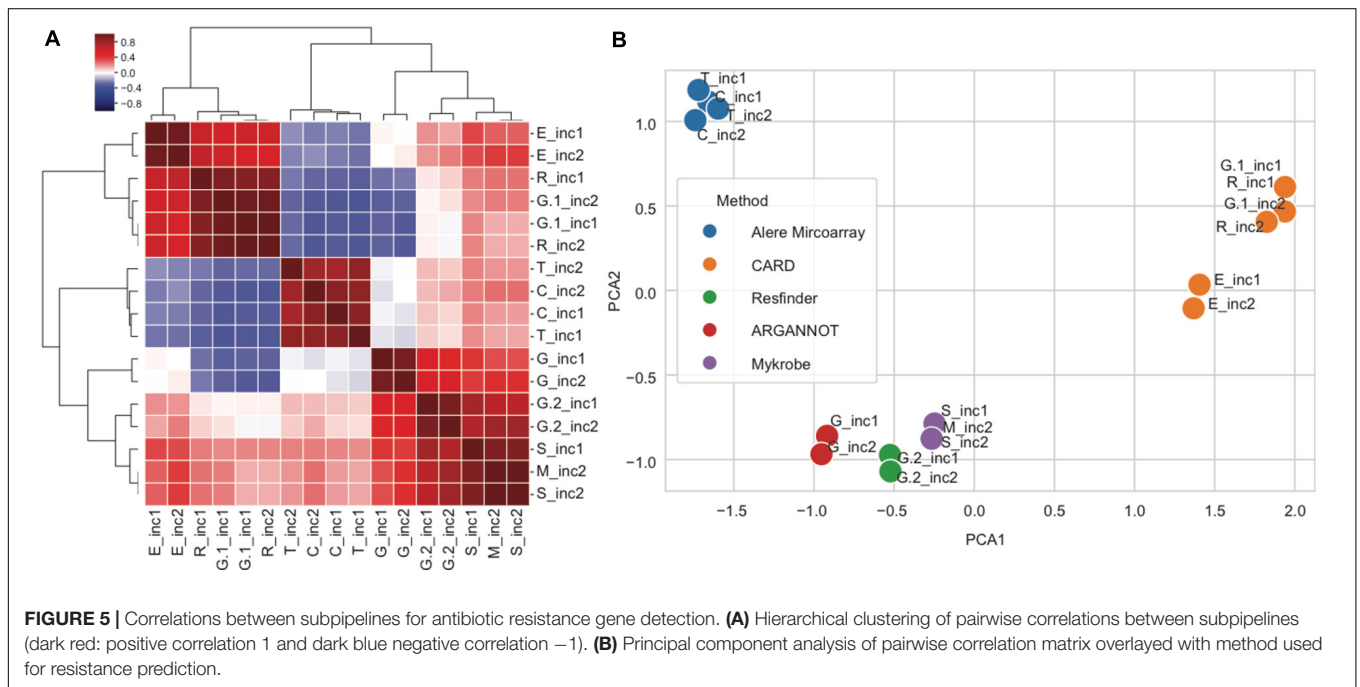 A
0.8
0.4
0.0
−0.4
−0.8
E_inc1
E_inc2
R_inc1
G.1_inc2
G.1_inc1
R_inc2
T_inc2
C_inc2
C_inc1
T_inc1
G_inc1
G_inc2
G.2_inc1
G.2_inc2
S_inc1
M_inc2
S_inc2
E_inc1
E_inc2
R_inc1
G.1_inc1
G.1_inc1
R_inc2
T_inc2
C_inc2
C_inc1
T_inc1
G_inc1
G_inc2
G.2_inc1
G.2_inc2
S_inc1
M_inc2
S_inc2
B
PCA2
1.0
0.5
0.0
−0.5
−1.0
T_inc1
C_inc1
T_inc2
C_inc2
G.1_inc1
R_inc1
G.1_inc2
R_inc2
E_inc1
E_inc2
Method
Alere Mircoarray
CARD
Resfinder
ARGANNOT
Mykrobe
G_inc1
G_inc2
S_inc1
M_inc2
S_inc2
G.2_inc1
G.2_inc2
−1.5 −1.0 −0.5 0.0 0.5 1.0 1.5 2.0
PCA1
FIGURE 5 | Correlations between subpipelines for antibiotic resistance gene detection. (A) Hierarchical clustering of pairwise correlations between subpipelines
(dark red: positive correlation 1 and dark blue negative correlation −1). (B) Principal component analysis of pairwise correlation matrix overlayed with method used
for resistance prediction.